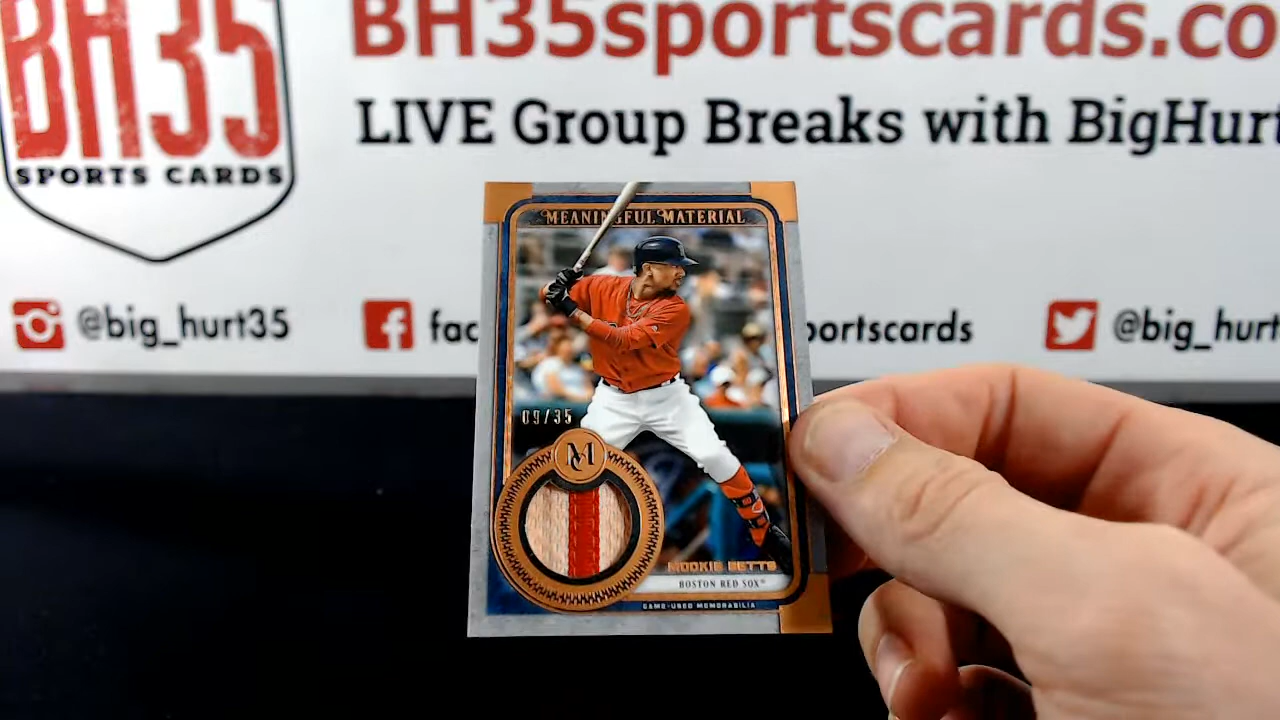 BH35
SPORTS CARDS
BH35sportscards.co
LIVE Group Breaks with BigHurt
@big_hurt35
fac
portscards
@big_hurt
MEANINGFUL MATERIAL
09/35
M
MOOKIE BETTS
BOSTON RED SOX
GAME-USED MEMORABILIA